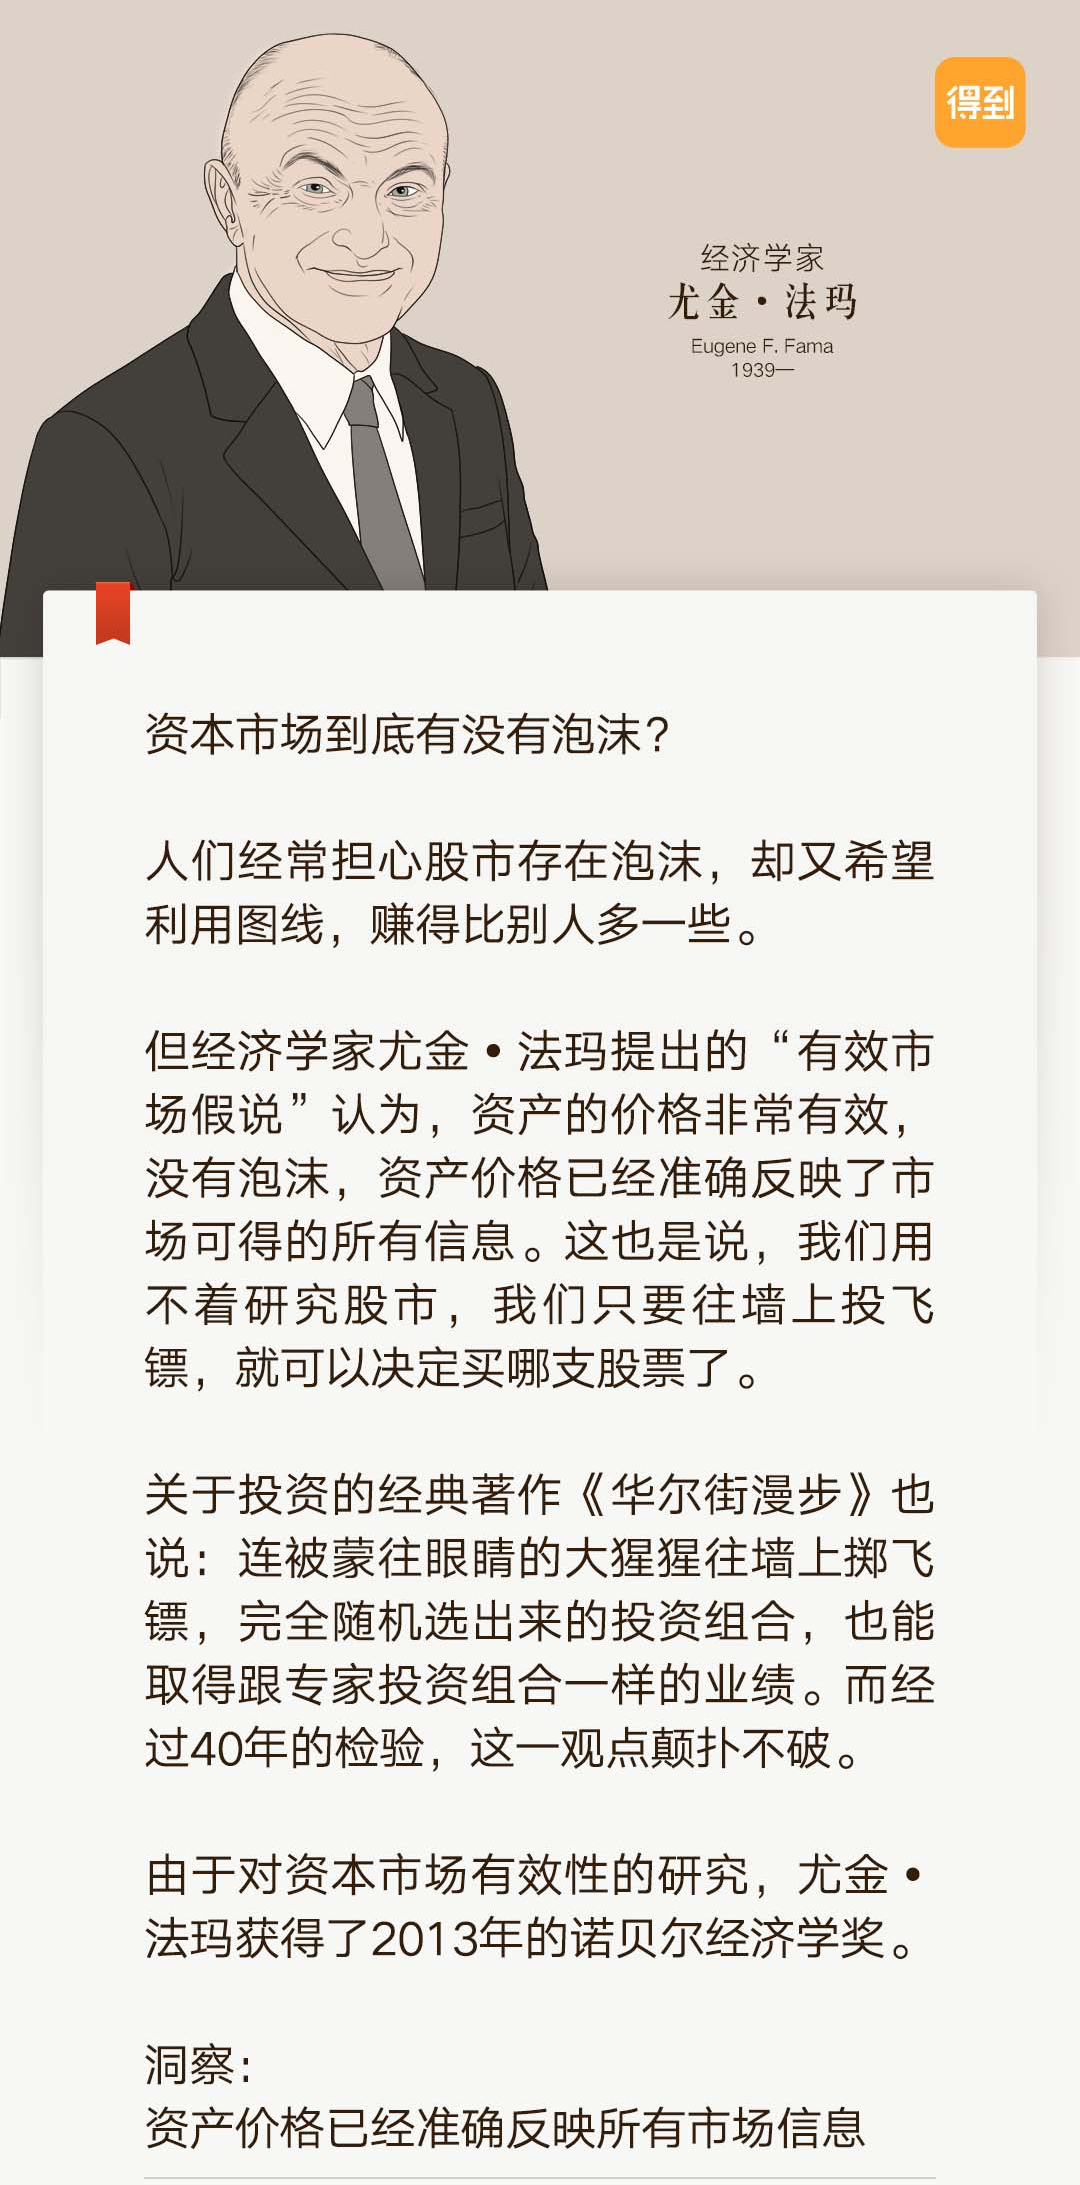 得到
经济学家
尤金·法玛
Eugene F. Fama
1939—
资本市场到底有没有泡沫？
人们经常担心股市存在泡沫，却又希望
利用图线，赚得比别人多一些。
但经济学家尤金·法玛提出的“有效市
场假说”认为，资产的价格非常有效，
没有泡沫，资产价格已经准确反映了市
场可得的所有信息。这也是说，我们用
不着研究股市，我们只要往墙上投飞
镖，就可以决定买哪支股票了。
关于投资的经典著作《华尔街漫步》也
说：连被蒙往眼睛的大猩猩往墙上掷飞
镖，完全随机选出来的投资组合，也能
取得跟专家投资组合一样的业绩。而经
过40年的检验，这一观点颠扑不破。
由于对资本市场有效性的研究，尤金·
法玛获得了2013年的诺贝尔经济学奖。
洞察：
资产价格已经准确反映所有市场信息